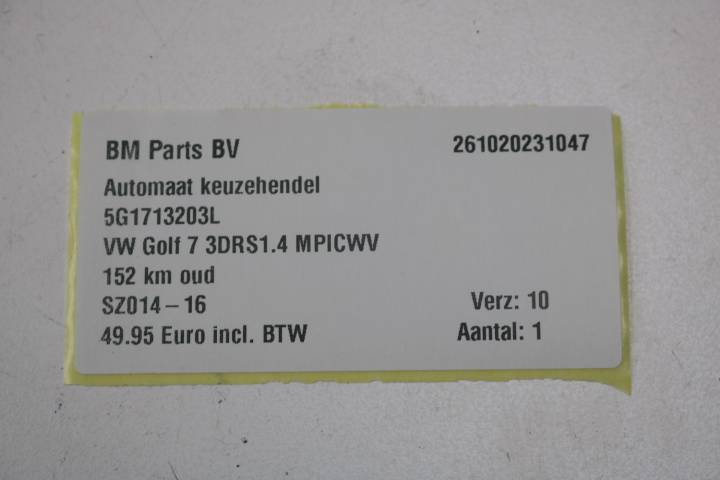 BM Parts BV 261020231047
Automaat keuzehendel
5G1713203L
VW Golf 7 3DRS1.4 MPICWV
152 km oud
SZ014-16 Verz: 10
49.95 Euro incl. BTW Aantal: 1